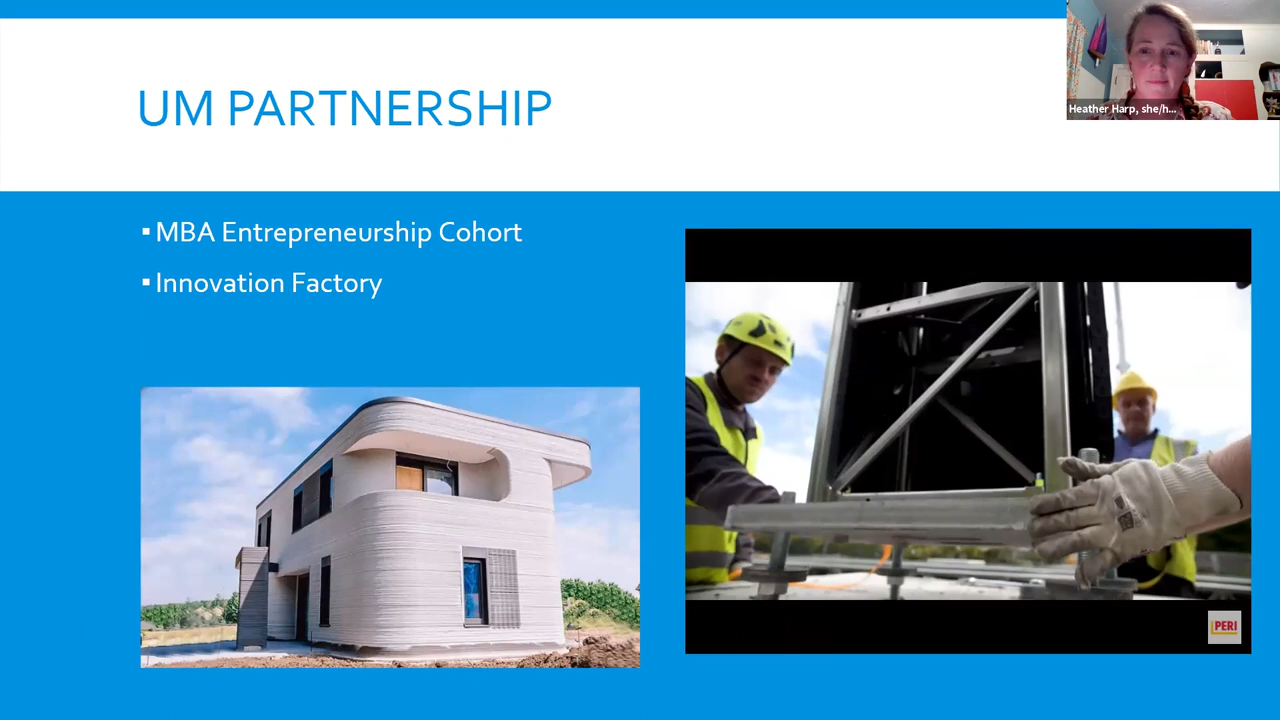 UM PARTNERSHIP
Heather Harp, she/h...
▪ MBA Entrepreneurship Cohort
▪ Innovation Factory
PERI